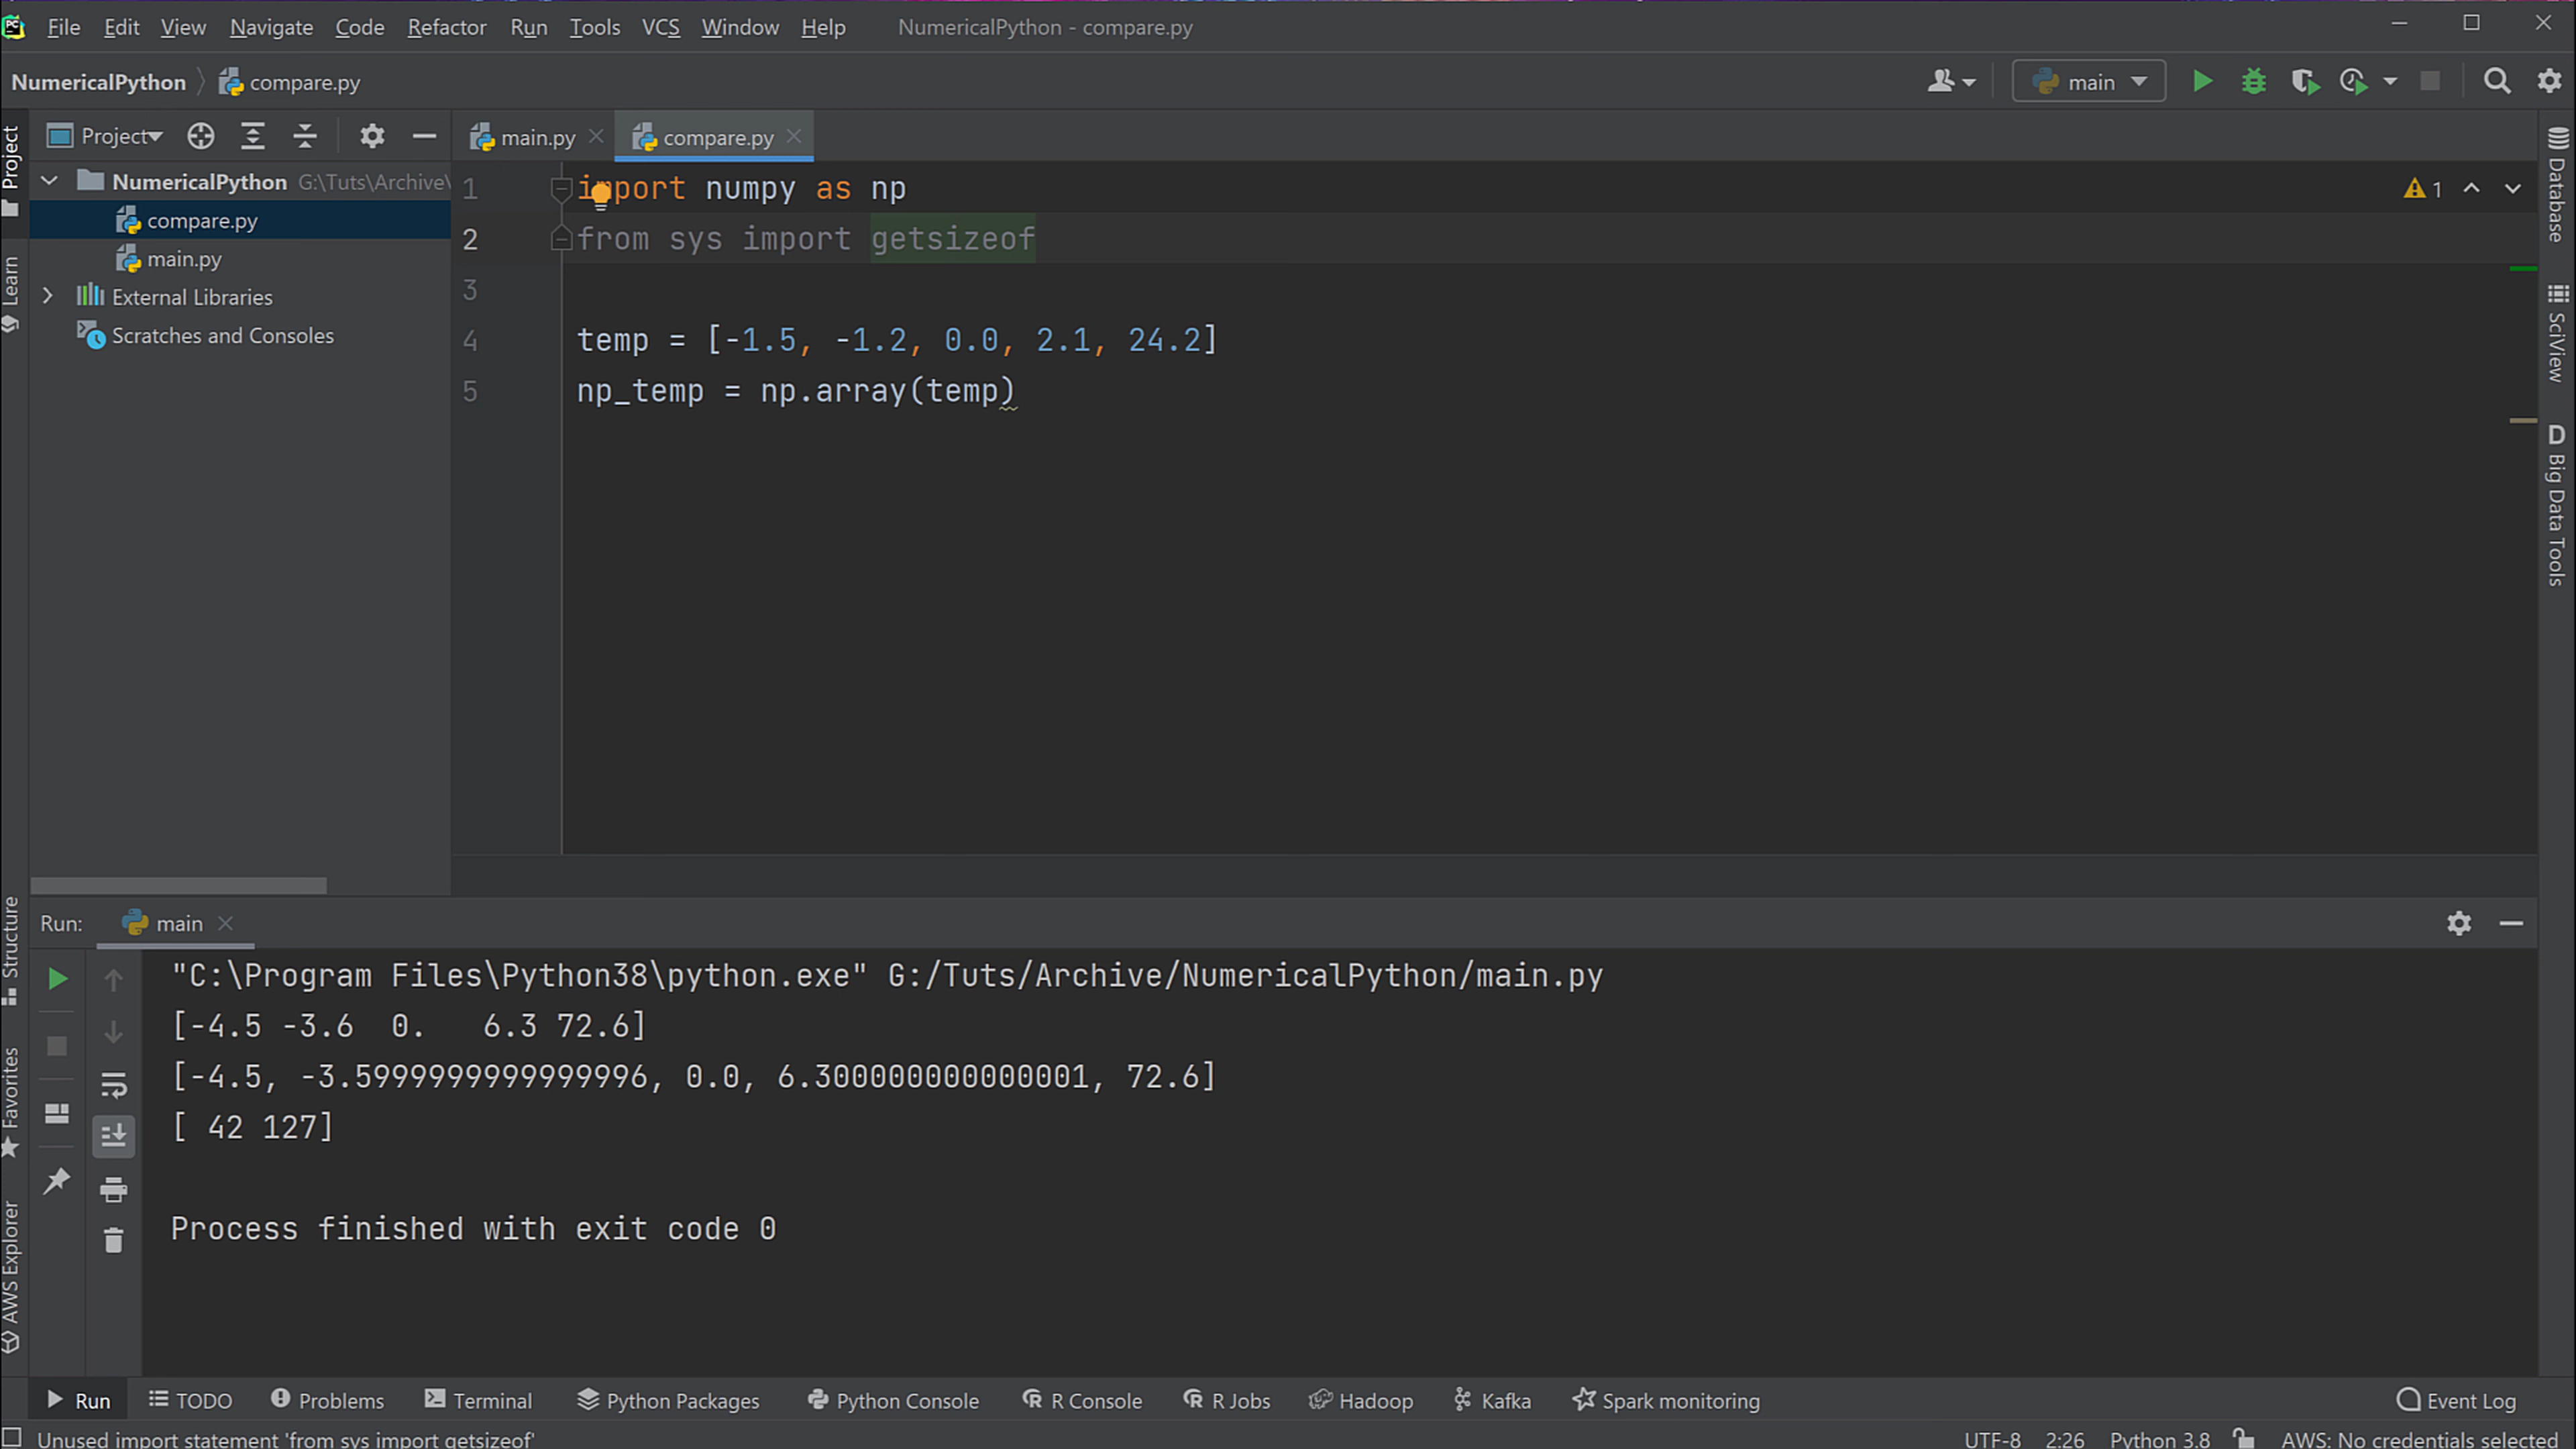 File Edit View Navigate Code Refactor Run Tools VCS Window Help NumericalPython - compare.py
NumericalPython compare.py main
Project main.py compare.py
NumericalPython G:\Tuts\Archive\
compare.py
main.py
External Libraries
Scratches and Consoles
1 import numpy as np
2 from sys import getsizeof
3
4 temp = [-1.5, -1.2, 0.0, 2.1, 24.2]
5 np_temp = np.array(temp)
1
Project
Learn
Structure
Favorites
AWS Explorer
Database
SciView
D Big Data Tools
Run: main
"C:\Program Files\Python38\python.exe" G:/Tuts/Archive/NumericalPython/main.py
[-4.5 -3.6  0.   6.3 72.6]
[-4.5, -3.5999999999999996, 0.0, 6.300000000000001, 72.6]
[ 42 127]
Process finished with exit code 0
Run TODO Problems Terminal Python Packages Python Console R Console R Jobs Hadoop Kafka Spark monitoring Event Log
Unused import statement 'from sys import getsizeof' UTF-8 2:26 Python 3.8 AWS: No credentials selected